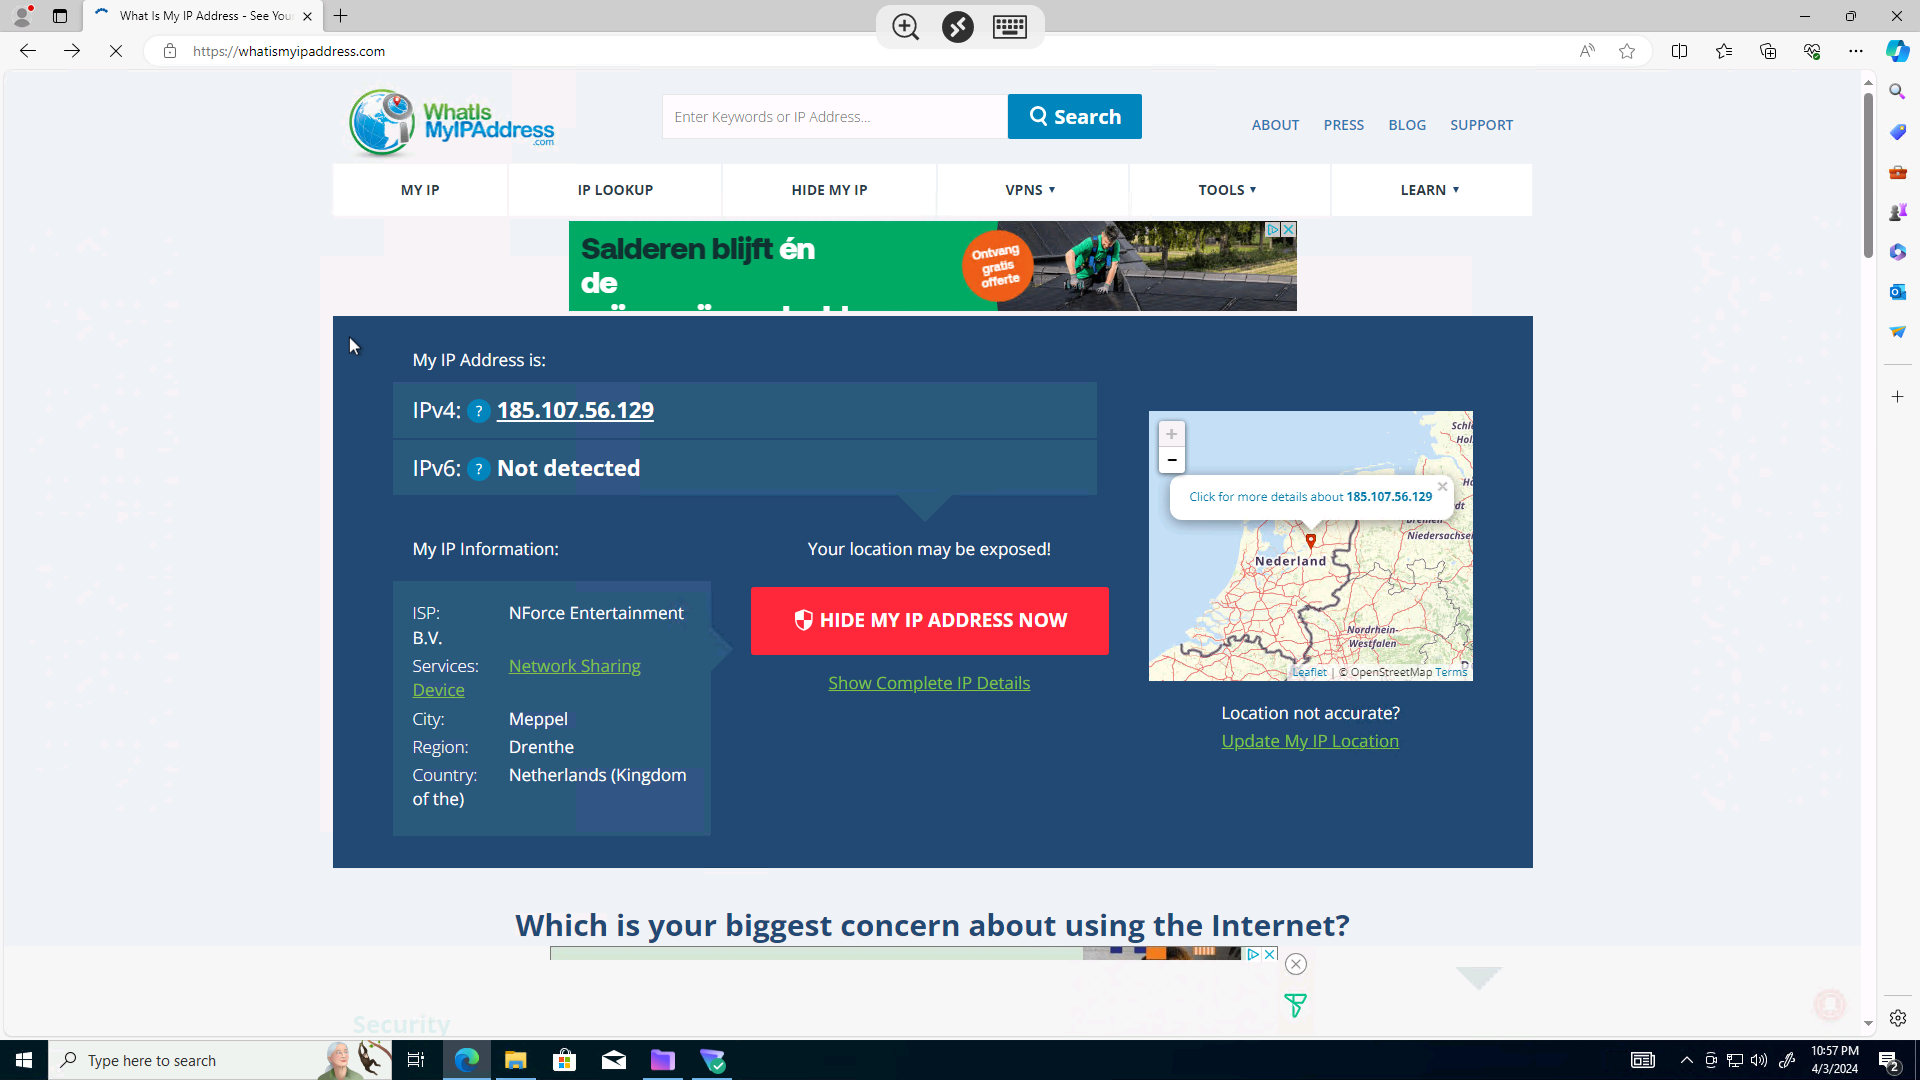 What Is My IP Address - See You
https://whatismyipaddress.com
WhatIs
MyIPAddress
.com
Enter Keywords or IP Address...
Search
ABOUT
PRESS
BLOG
SUPPORT
MY IP
IP LOOKUP
HIDE MY IP
VPNS
TOOLS
LEARN
Salderen blijft én
de
Ontvang
gratis
offerte
My IP Address is:
IPv4: ? 185.107.56.129
IPv6: ? Not detected
My IP Information:
ISP: NForce Entertainment
B.V.
Services: Network Sharing
Device
City: Meppel
Region: Drenthe
Country: Netherlands (Kingdom
of the)
Your location may be exposed!
HIDE MY IP ADDRESS NOW
Show Complete IP Details
+
-
Click for more details about 185.107.56.129
Nederland
Niedersachse
Nordrhein-
Westfalen
Leaflet | © OpenStreetMap Terms
Location not accurate?
Update My IP Location
Which is your biggest concern about using the Internet?
Security
Type here to search
10:57 PM
4/3/2024
2